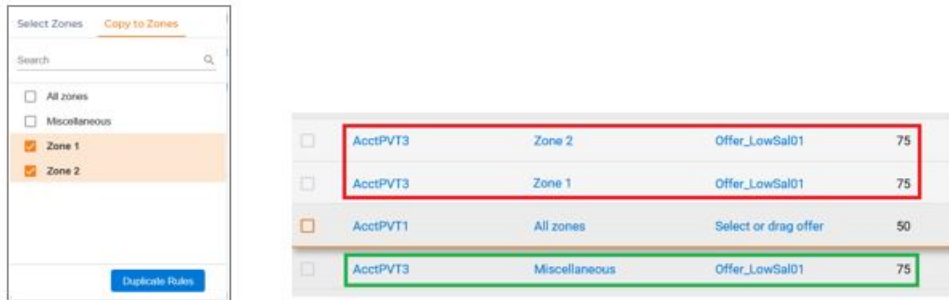 Select Zones Copy to Zones
Search
All zones
Miscellaneous
Zone 1
Zone 2
Duplicate Rules
AcctPVT3 Zone 2 Offer_LowSal01 75
AcctPVT3 Zone 1 Offer_LowSal01 75
AcctPVT1 All zones Select or drag offer 50
AcctPVT3 Miscellaneous Offer_LowSal01 75